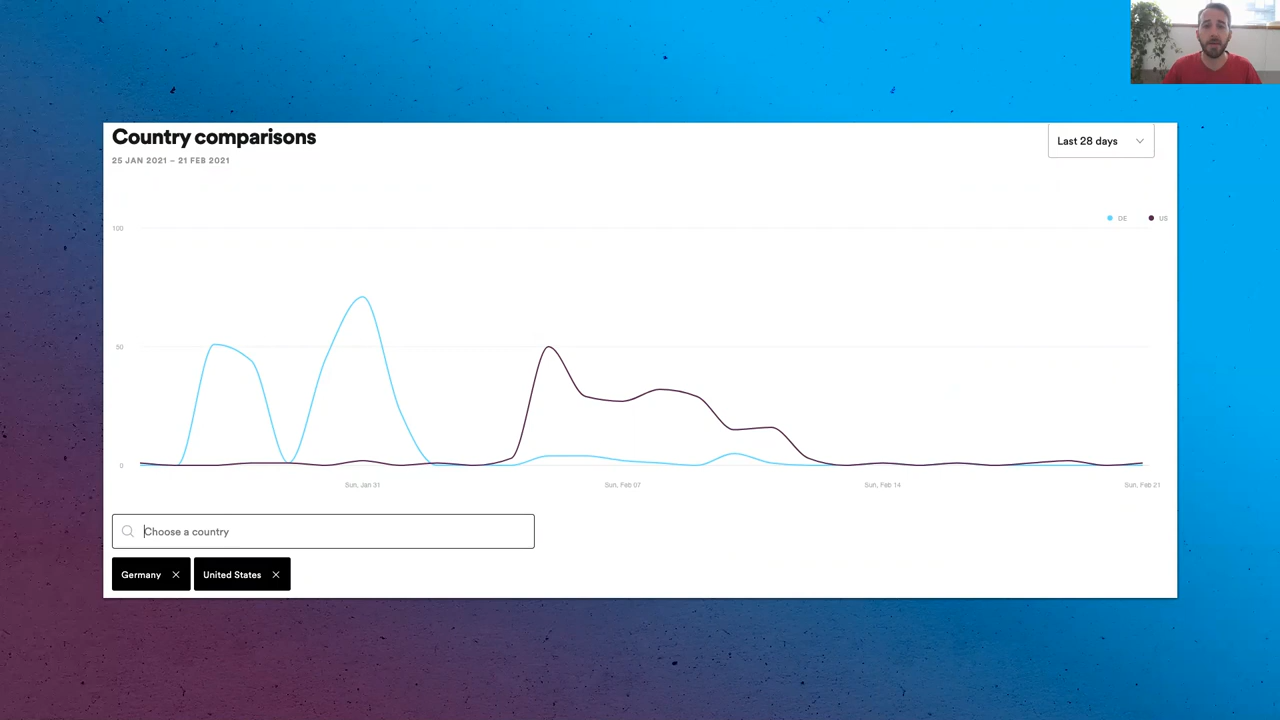 Country comparisons
25 JAN 2021 – 21 FEB 2021
Last 28 days
DE US
100
50
0
Sun, Jan 31 Sun, Feb 07 Sun, Feb 14 Sun, Feb 21
Choose a country
Germany × United States ×